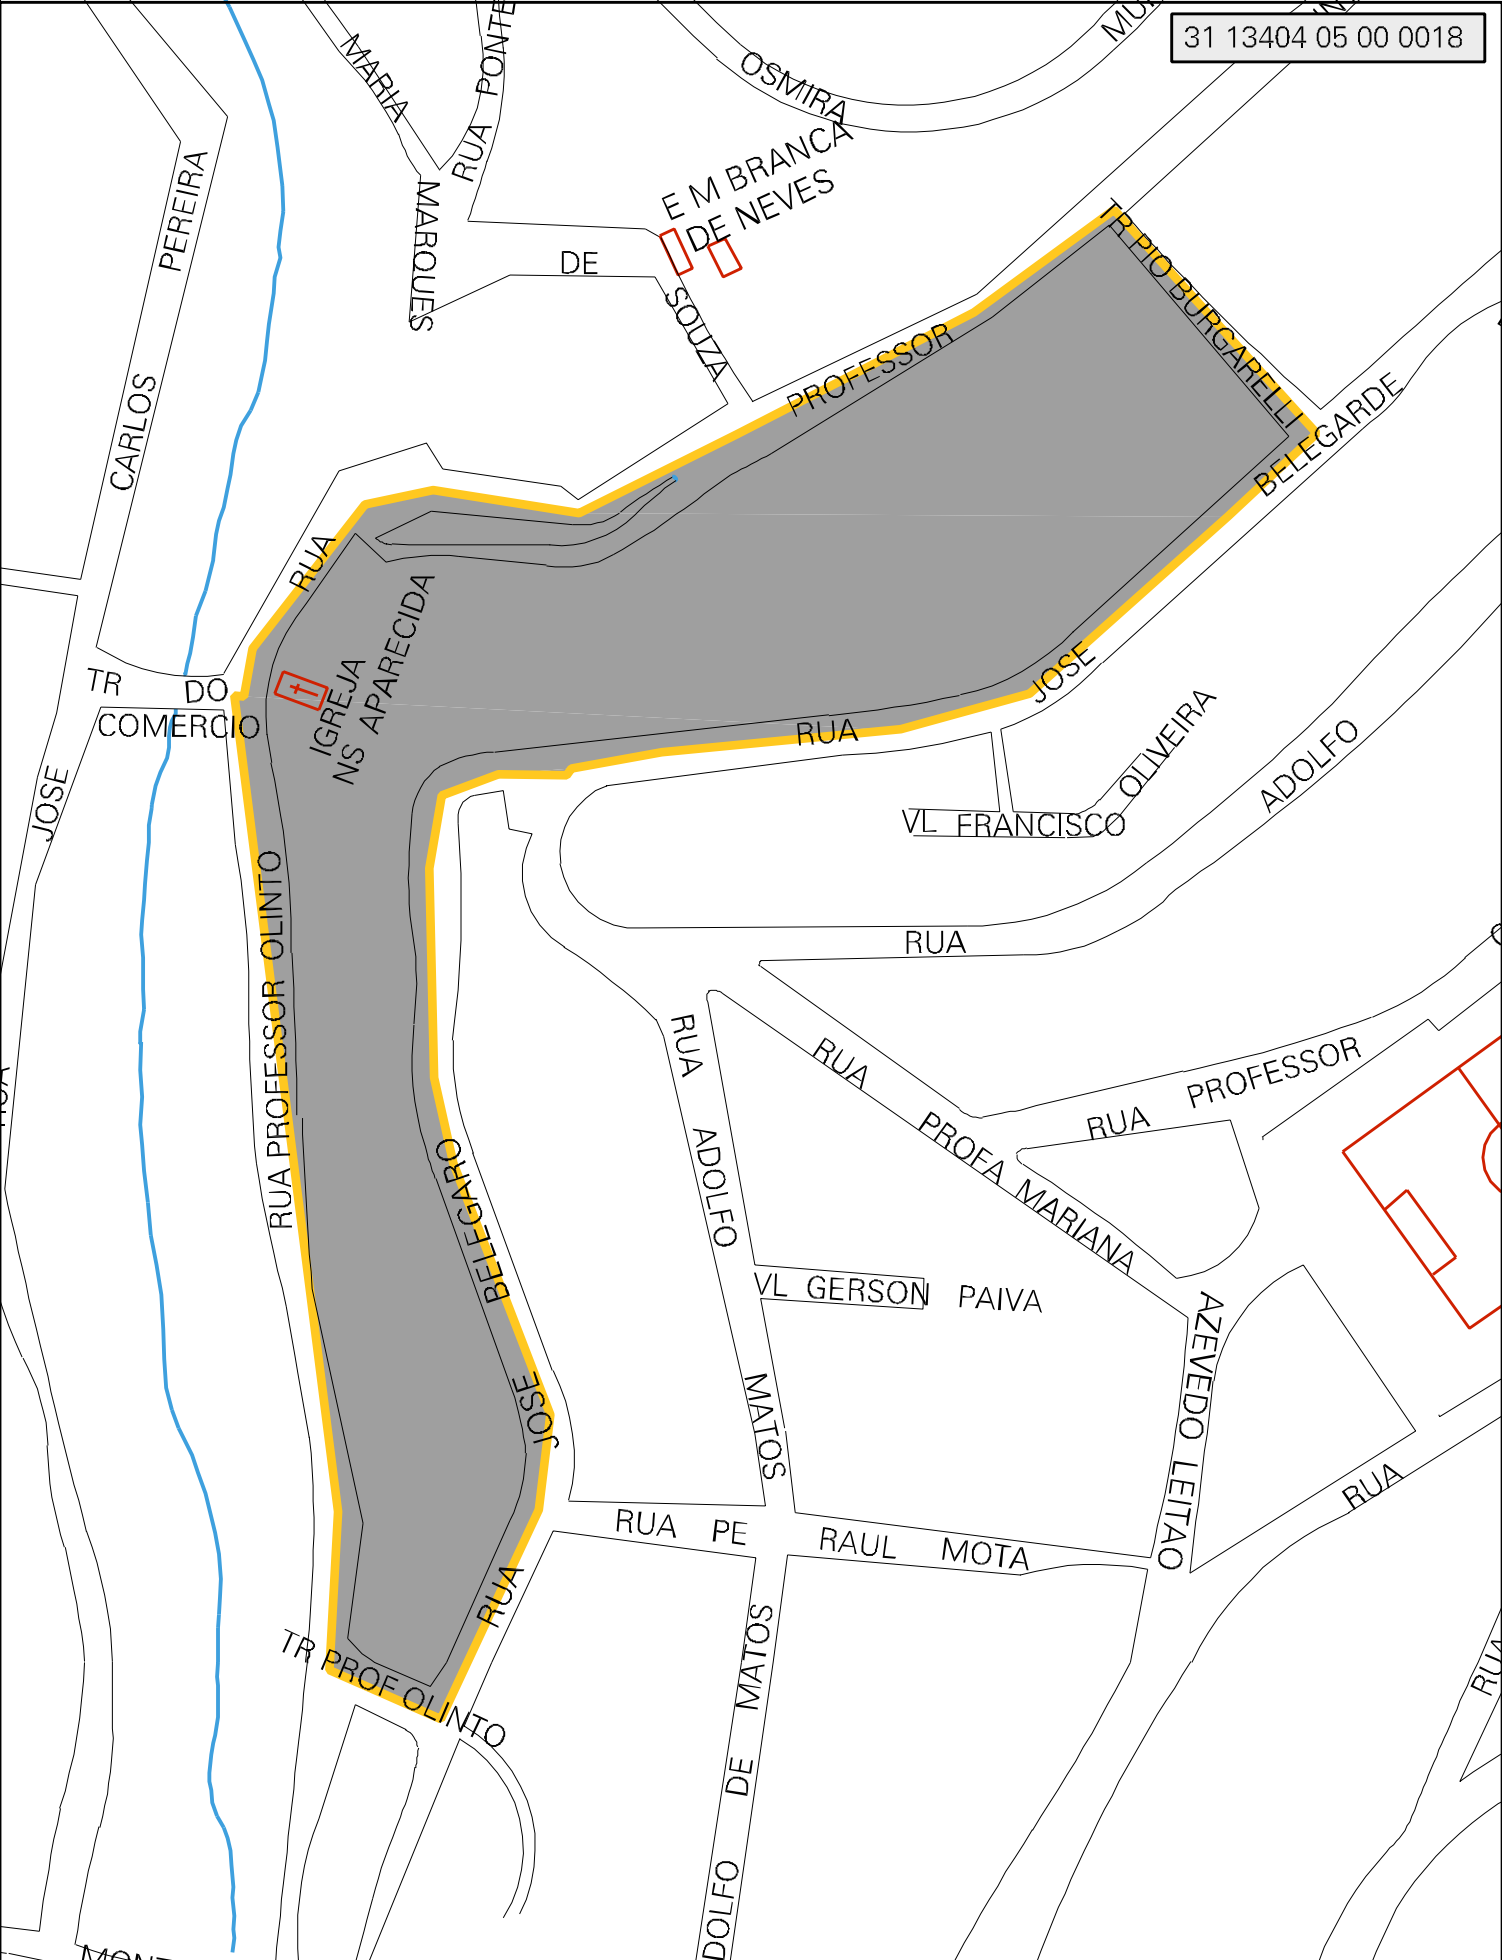 31 13404 05 00 0018
OSMIRA
MARIA
RUA PONTE
E M BRANCA
DE NEVES
CARLOS PEREIRA
MARQUES
DE
SOUZA
TR PIO BURGARELLI
PROFESSOR
BELEGARDE
RUA
IGREJA
NS APARECIDA
TR DO
COMERCIO
JOSE
RUA
JOSE
VL FRANCISCO OLIVEIRA
ADOLFO
RUA
RUA PROFESSOR OLINTO
RUA ADOLFO
MATOS
RUA PROFA MARIANA
AZEVEDO LEITAO
RUA PROFESSOR
BELEGARO
JOSE
RUA
VL GERSON PAIVA
RUA PE RAUL MOTA
RUA
TR PROF OLINTO
DOLFO DE MATOS
RUA